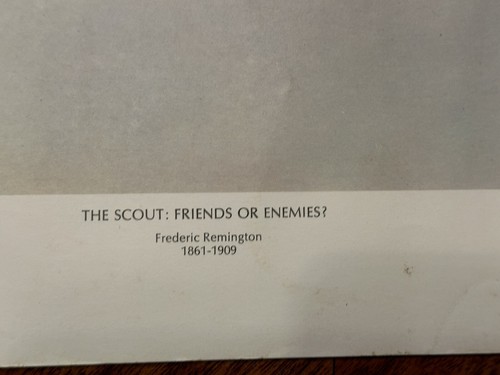 THE SCOUT: FRIENDS OR ENEMIES?
Frederic Remington
1861-1909